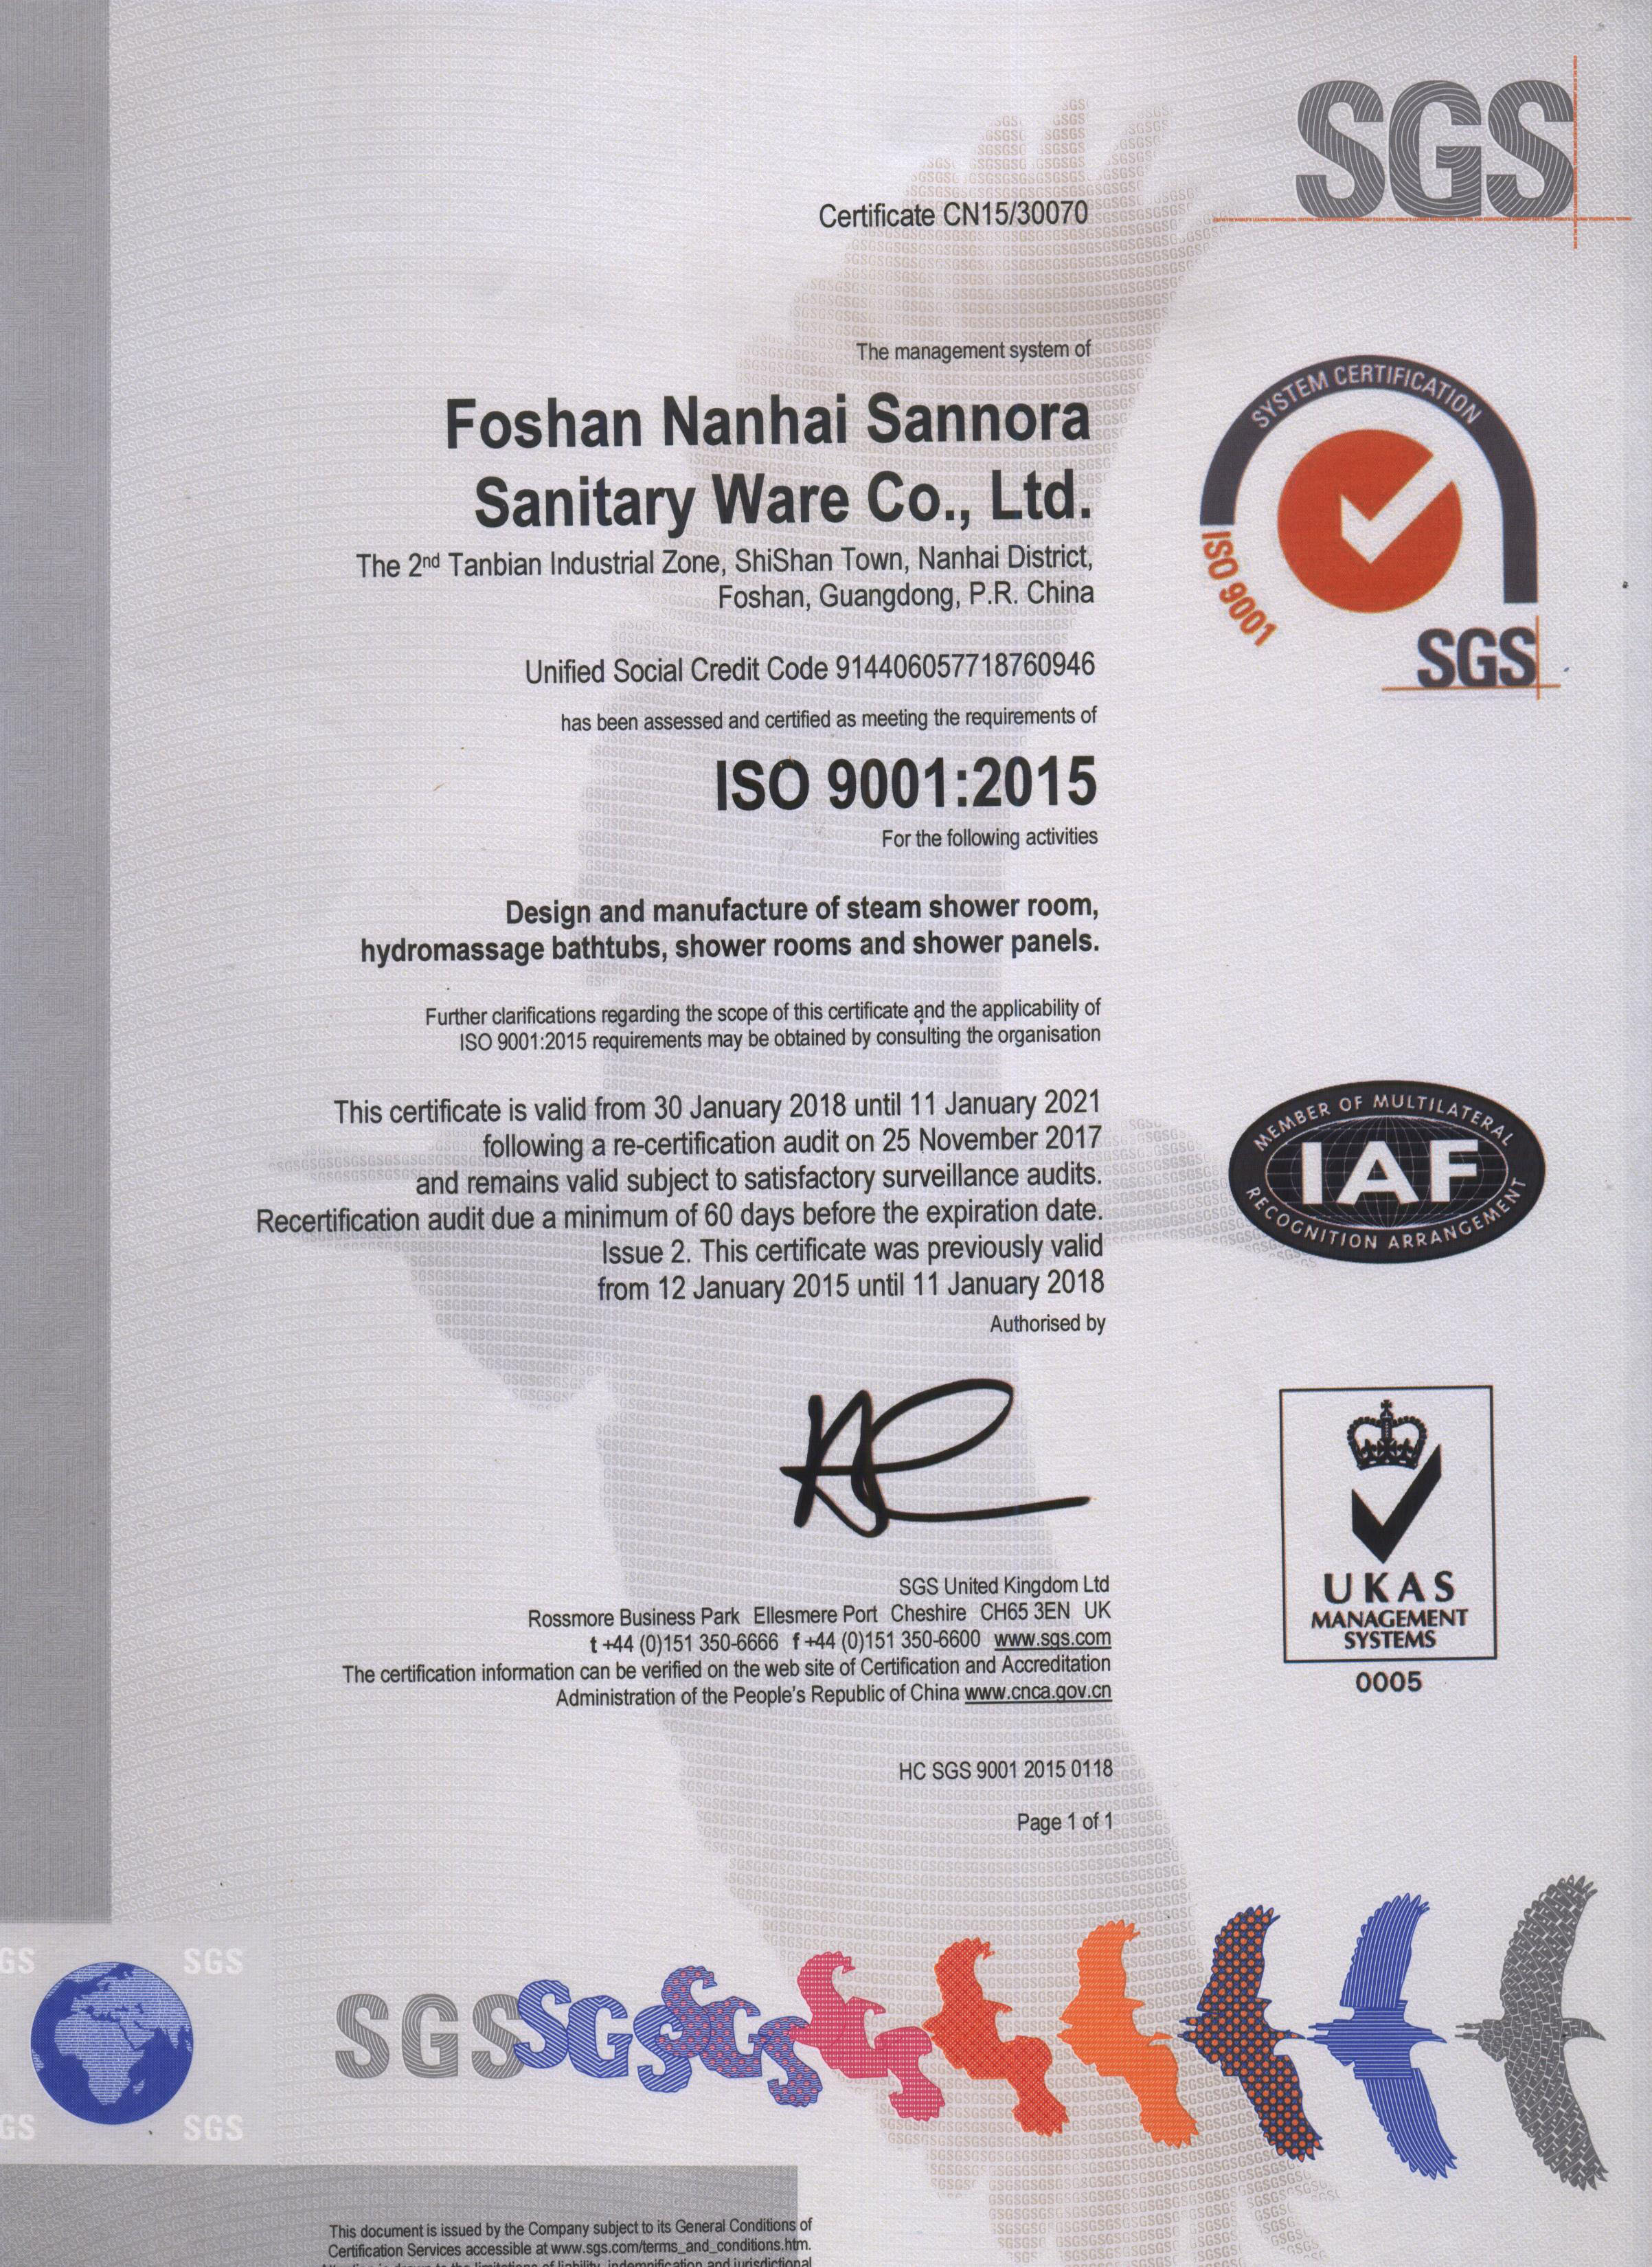 SGS
Certificate CN15/30070
The management system of
Foshan Nanhai Sannora
Sanitary Ware Co., Ltd.
The 2nd Tanbian Industrial Zone, ShiShan Town, Nanhai District,
Foshan, Guangdong, P.R. China
SYSTEM CERTIFICATION
ISO 9001
SGS
Unified Social Credit Code 914406057718760946
has been assessed and certified as meeting the requirements of
ISO 9001:2015
For the following activities
Design and manufacture of steam shower room,
hydromassage bathtubs, shower rooms and shower panels.
Further clarifications regarding the scope of this certificate and the applicability of
ISO 9001:2015 requirements may be obtained by consulting the organisation
This certificate is valid from 30 January 2018 until 11 January 2021
following a re-certification audit on 25 November 2017
and remains valid subject to satisfactory surveillance audits.
Recertification audit due a minimum of 60 days before the expiration date.
Issue 2. This certificate was previously valid
from 12 January 2015 until 11 January 2018
Authorised by
MEMBER OF MULTILATERAL
IAF
RECOGNITION ARRANGEMENT
UKAS
MANAGEMENT
SYSTEMS
0005
SGS United Kingdom Ltd
Rossmore Business Park Ellesmere Port Cheshire CH65 3EN UK
t +44 (0)151 350-6666 f +44 (0)151 350-6600 www.sgs.com
The certification information can be verified on the web site of Certification and Accreditation
Administration of the People's Republic of China www.cnca.gov.cn
HC SGS 9001 2015 0118
Page 1 of 1
GS SGS
GS SGS
SGS SGS SGS
This document is issued by the Company subject to its General Conditions of
Certification Services accessible at www.sgs.com/terms_and_conditions.htm.
to the limitations of liability, indemnification and jurisdictional